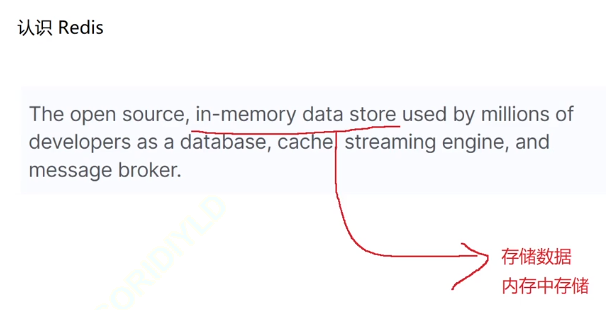 认识 Redis
The open source, in-memory data store used by millions of
developers as a database, cache, streaming engine, and
message broker.
存储数据
内存中存储